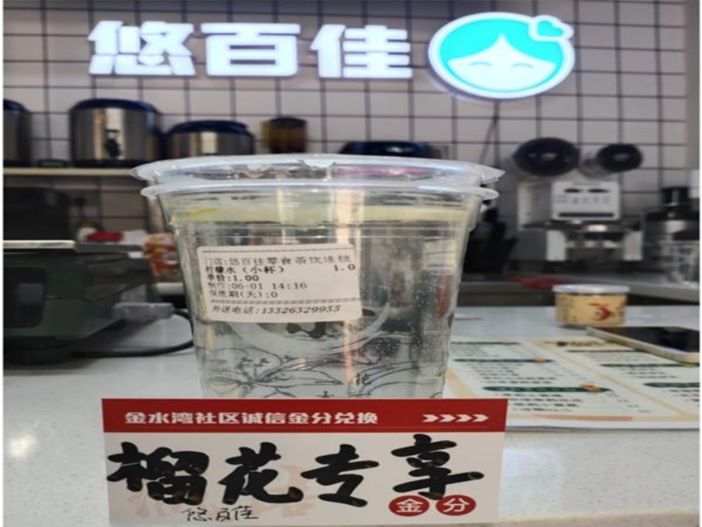 悠百佳
门店:悠百佳零食茶饮连锁
柠檬水（小杯） 1.0
单价:1.00
制作:06-01 14:16
保质期(天):0
外送电话:13326329955
金水湾社区诚信金分兑换 >>>>
榴花专享
金分
悠百佳